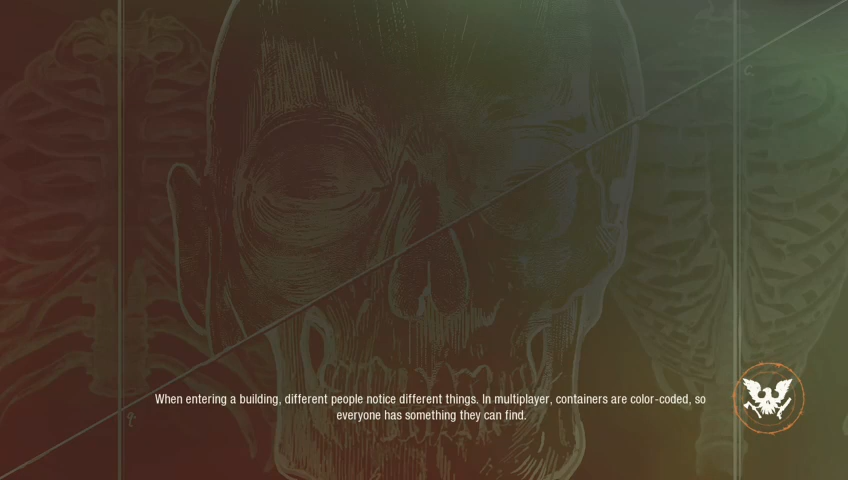 When entering a building, different people notice different things. In multiplayer, containers are color-coded, so
everyone has something they can find.